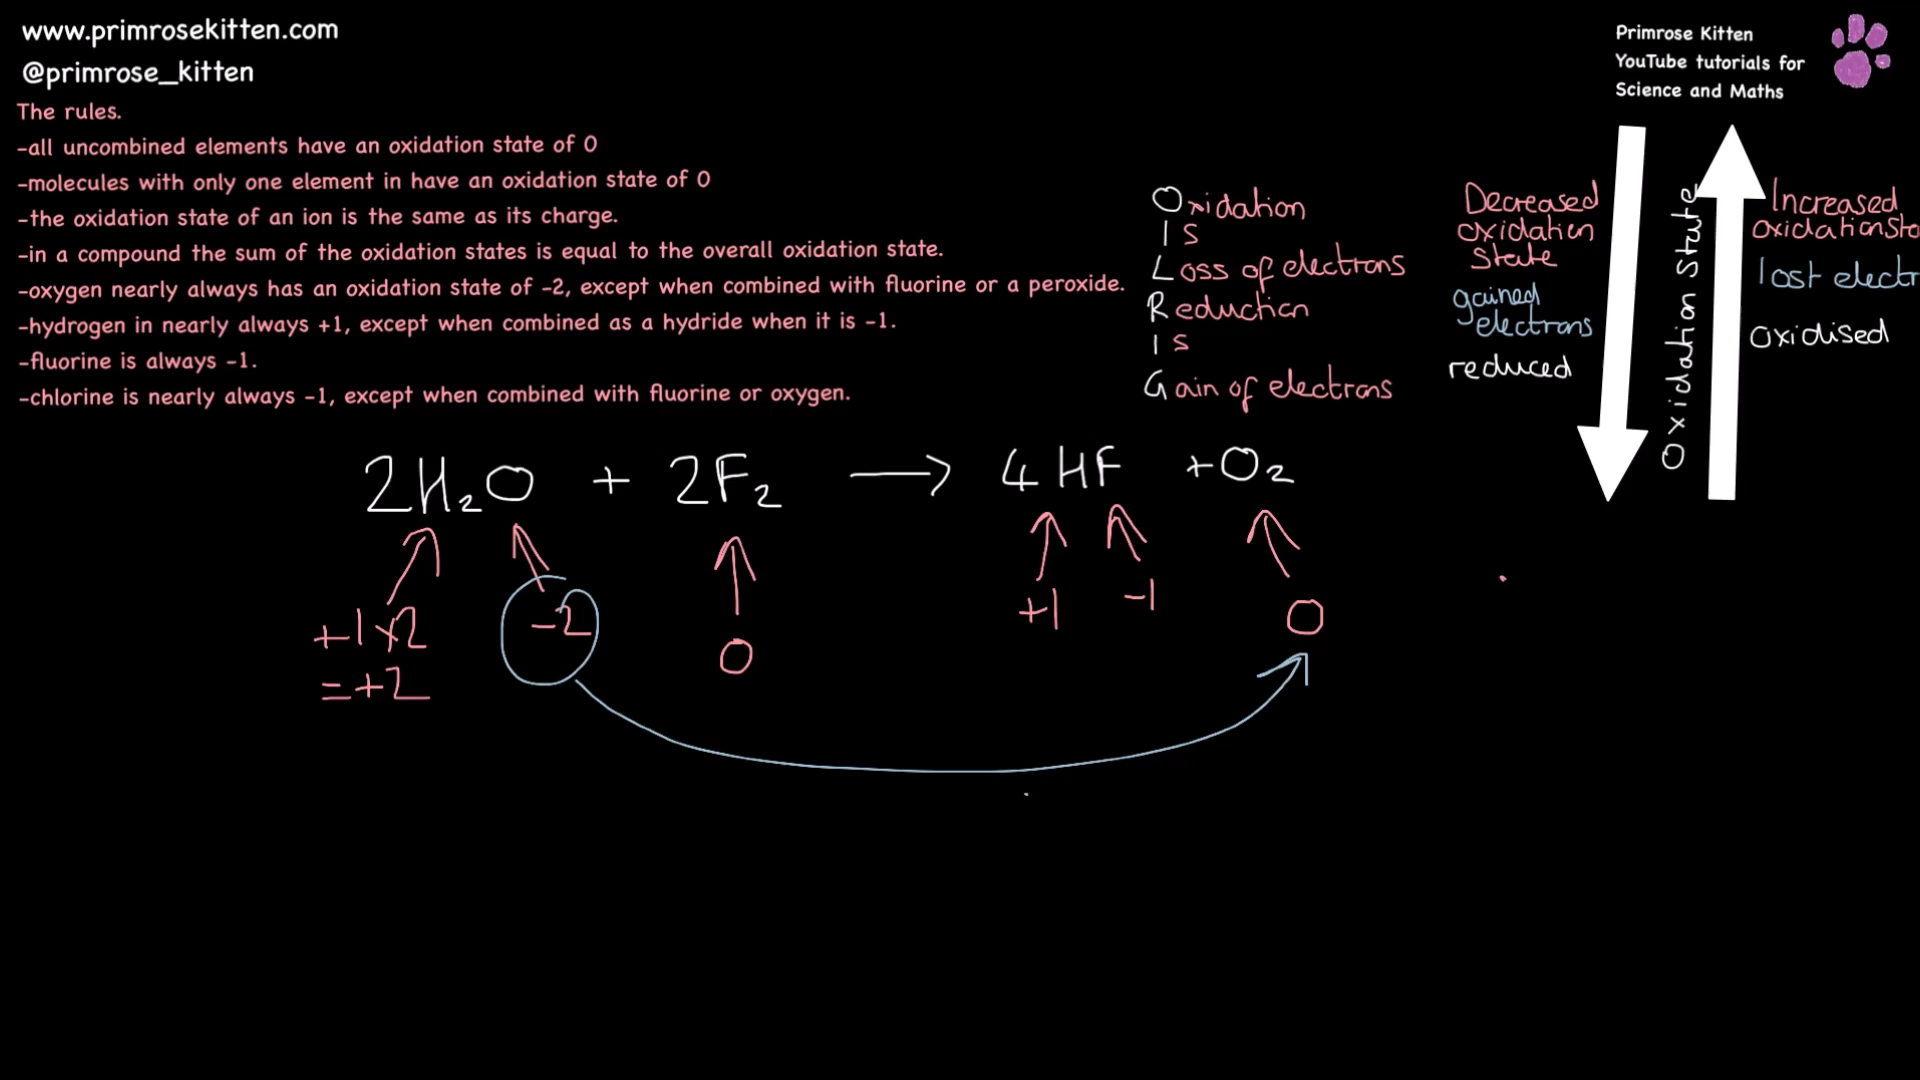 www.primrosekitten.com
@primrose_kitten
Primrose Kitten
YouTube tutorials for
Science and Maths
The rules.
-all uncombined elements have an oxidation state of 0
-molecules with only one element in have an oxidation state of 0
-the oxidation state of an ion is the same as its charge.
-in a compound the sum of the oxidation states is equal to the overall oxidation state.
-oxygen nearly always has an oxidation state of -2, except when combined with fluorine or a peroxide.
-hydrogen in nearly always +1, except when combined as a hydride when it is -1.
-fluorine is always -1.
-chlorine is nearly always -1, except when combined with fluorine or oxygen.
Oxidation
Is
Loss of electrons
Reduction
Is
Gain of electrons
Decreased
oxidation
state
gained
electrons
reduced
Oxidation State
Increased
oxidation sta
lost electr
oxidised
2H₂O + 2F₂ → 4HF + O₂
+1x2
=+2
-2
0
+1
-1
0